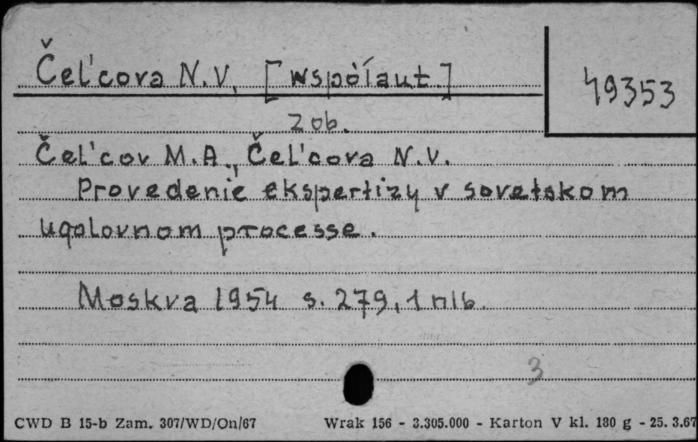 Čel'cova N.V. [współaut.]
49353
zob.
Čel'cov M.A., Čel'cova N.V.
Provedenie ekspertizy v sovetskom
ugolovnom processe.
Moskva 1954 s. 279, 1 nlb.
3
CWD B 15-b Zam. 307/WD/On/67 Wrak 156 - 3.305.000 - Karton V kl. 180 g - 25. 3.67